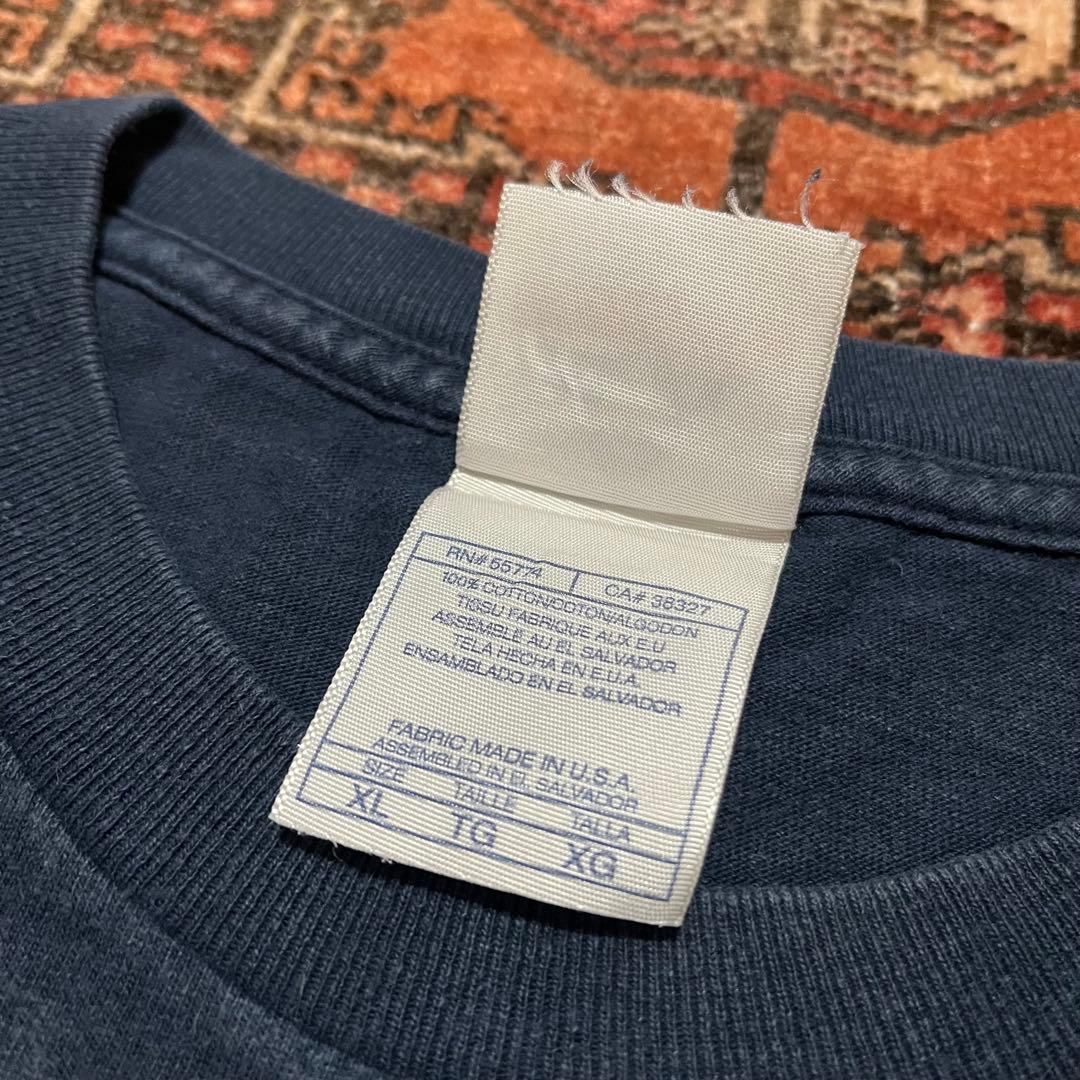 RN# 55774 CA# 38327
100% COTTON/COTON/ALGODON
TIGSU FABRIQUE AUX E.U
ASSEMBLE AU EL SALVADOR
TELA HECHA EN E.U.A.
ENSAMBLADO EN EL SALVADOR
FABRIC MADE IN U.S.A.
ASSEMBLED IN EL SALVADOR
SIZE TAILLE TALLA
XL TG XG